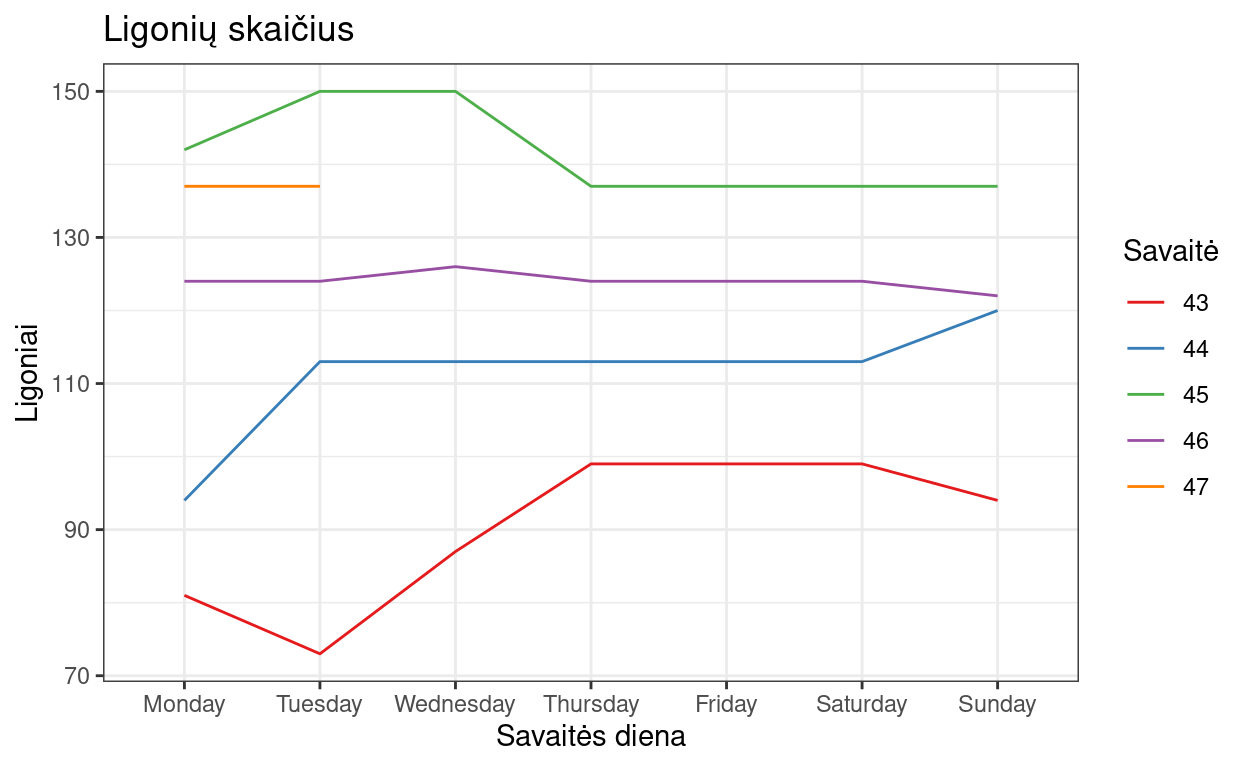 Ligonių skaičius
150
130
110
90
70
Ligoniai
Monday Tuesday Wednesday Thursday Friday Saturday Sunday
Savaitės diena
Savaitė
43
44
45
46
47